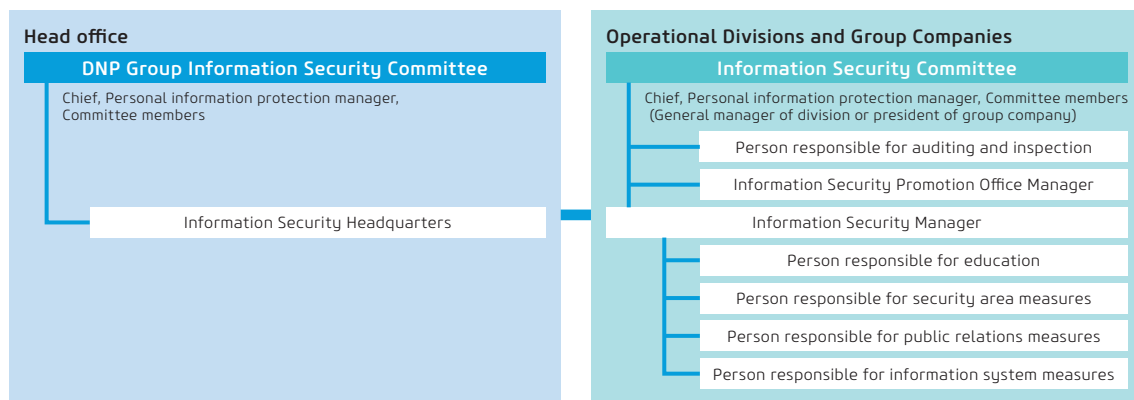 Head office
DNP Group Information Security Committee
Chief, Personal information protection manager,
Committee members
Information Security Headquarters
Operational Divisions and Group Companies
Information Security Committee
Chief, Personal information protection manager, Committee members
(General manager of division or president of group company)
Person responsible for auditing and inspection
Information Security Promotion Office Manager
Information Security Manager
Person responsible for education
Person responsible for security area measures
Person responsible for public relations measures
Person responsible for information system measures